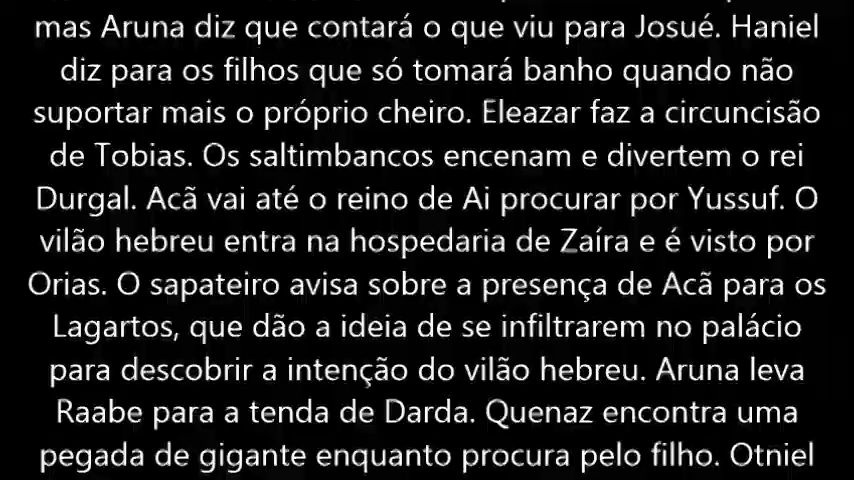 mas Aruna diz que contará o que viu para Josué. Haniel
diz para os filhos que só tomará banho quando não
suportar mais o próprio cheiro. Eleazar faz a circuncisão
de Tobias. Os saltimbancos encenam e divertem o rei
Durgal. Acã vai até o reino de Ai procurar por Yussuf. O
vilão hebreu entra na hospedaria de Zaíra e é visto por
Orias. O sapateiro avisa sobre a presença de Acã para os
Lagartos, que dão a ideia de se infiltrarem no palácio
para descobrir a intenção do vilão hebreu. Aruna leva
Raabe para a tenda de Darda. Quenaz encontra uma
pegada de gigante enquanto procura pelo filho. Otniel